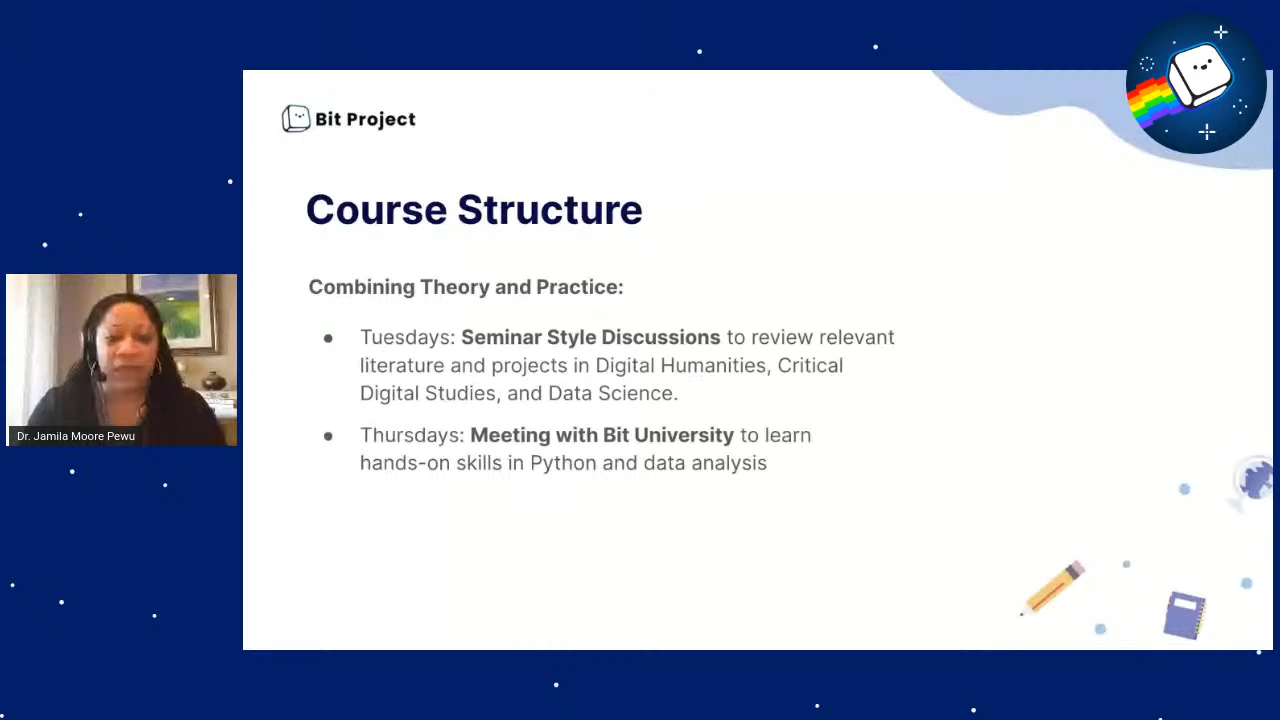 Bit Project
Course Structure
Combining Theory and Practice:
● Tuesdays: Seminar Style Discussions to review relevant
literature and projects in Digital Humanities, Critical
Digital Studies, and Data Science.
● Thursdays: Meeting with Bit University to learn
hands-on skills in Python and data analysis
Dr. Jamila Moore Pewu